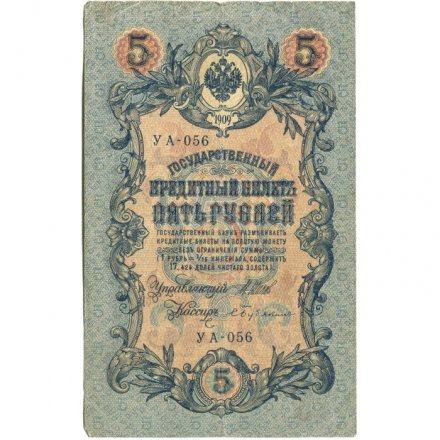 5 5
1909
УА-056
ГОСУДАРСТВЕННЫЙ
КРЕДИТНЫЙ БИЛЕТЪ
ПЯТЬ РУБЛЕЙ
ГОСУДАРСТВЕННЫЙ БАНКЪ РАЗМѢНИВАЕТЪ
КРЕДИТНЫЕ БИЛЕТЫ НА ЗОЛОТУЮ МОНЕТУ
БЕЗЪ ОГРАНИЧЕНІЯ СУММЫ
(1 РУБЛЬ = 1/15 ИМПЕРІАЛА, СОДЕРЖИТЪ
17,424 ДОЛЕЙ ЧИСТАГО ЗОЛОТА).
Управляющій
Кассиръ
УА-056
5